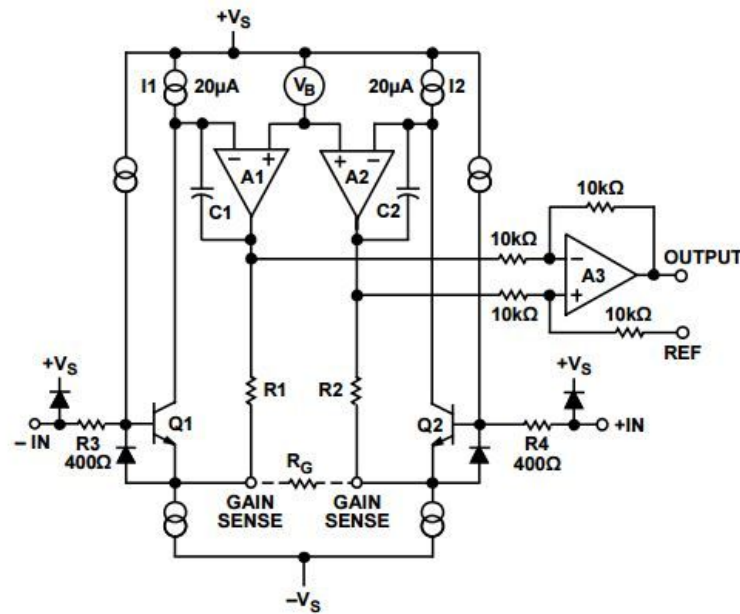 +VS
I1 20µA VB 20µA I2
− + + −
A1 A2
C1 C2
10kΩ
10kΩ − OUTPUT
A3
10kΩ + 10kΩ
REF
+VS R1 R2 +VS
− IN Q1 Q2 +IN
R3 R4
400Ω RG 400Ω
GAIN GAIN
SENSE SENSE
−VS